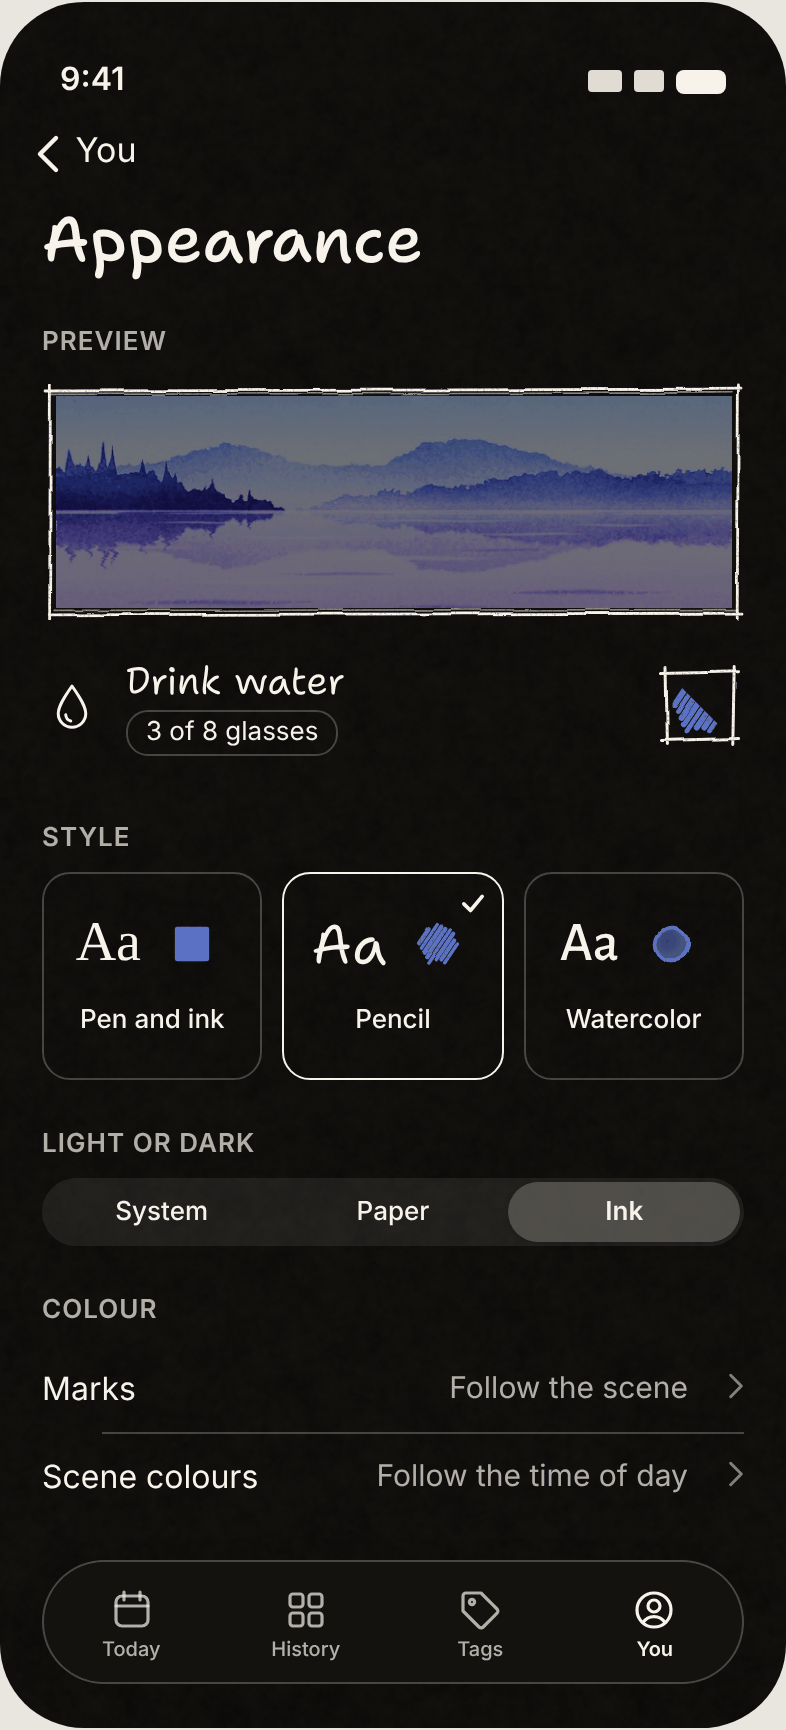 9:41
You
Appearance
PREVIEW
Drink water
3 of 8 glasses
STYLE
Aa
Aa
Aa
Pen and ink
Pencil
Watercolor
LIGHT OR DARK
System
Paper
Ink
COLOUR
Marks
Follow the scene
Scene colours
Follow the time of day
Today
History
Tags
You